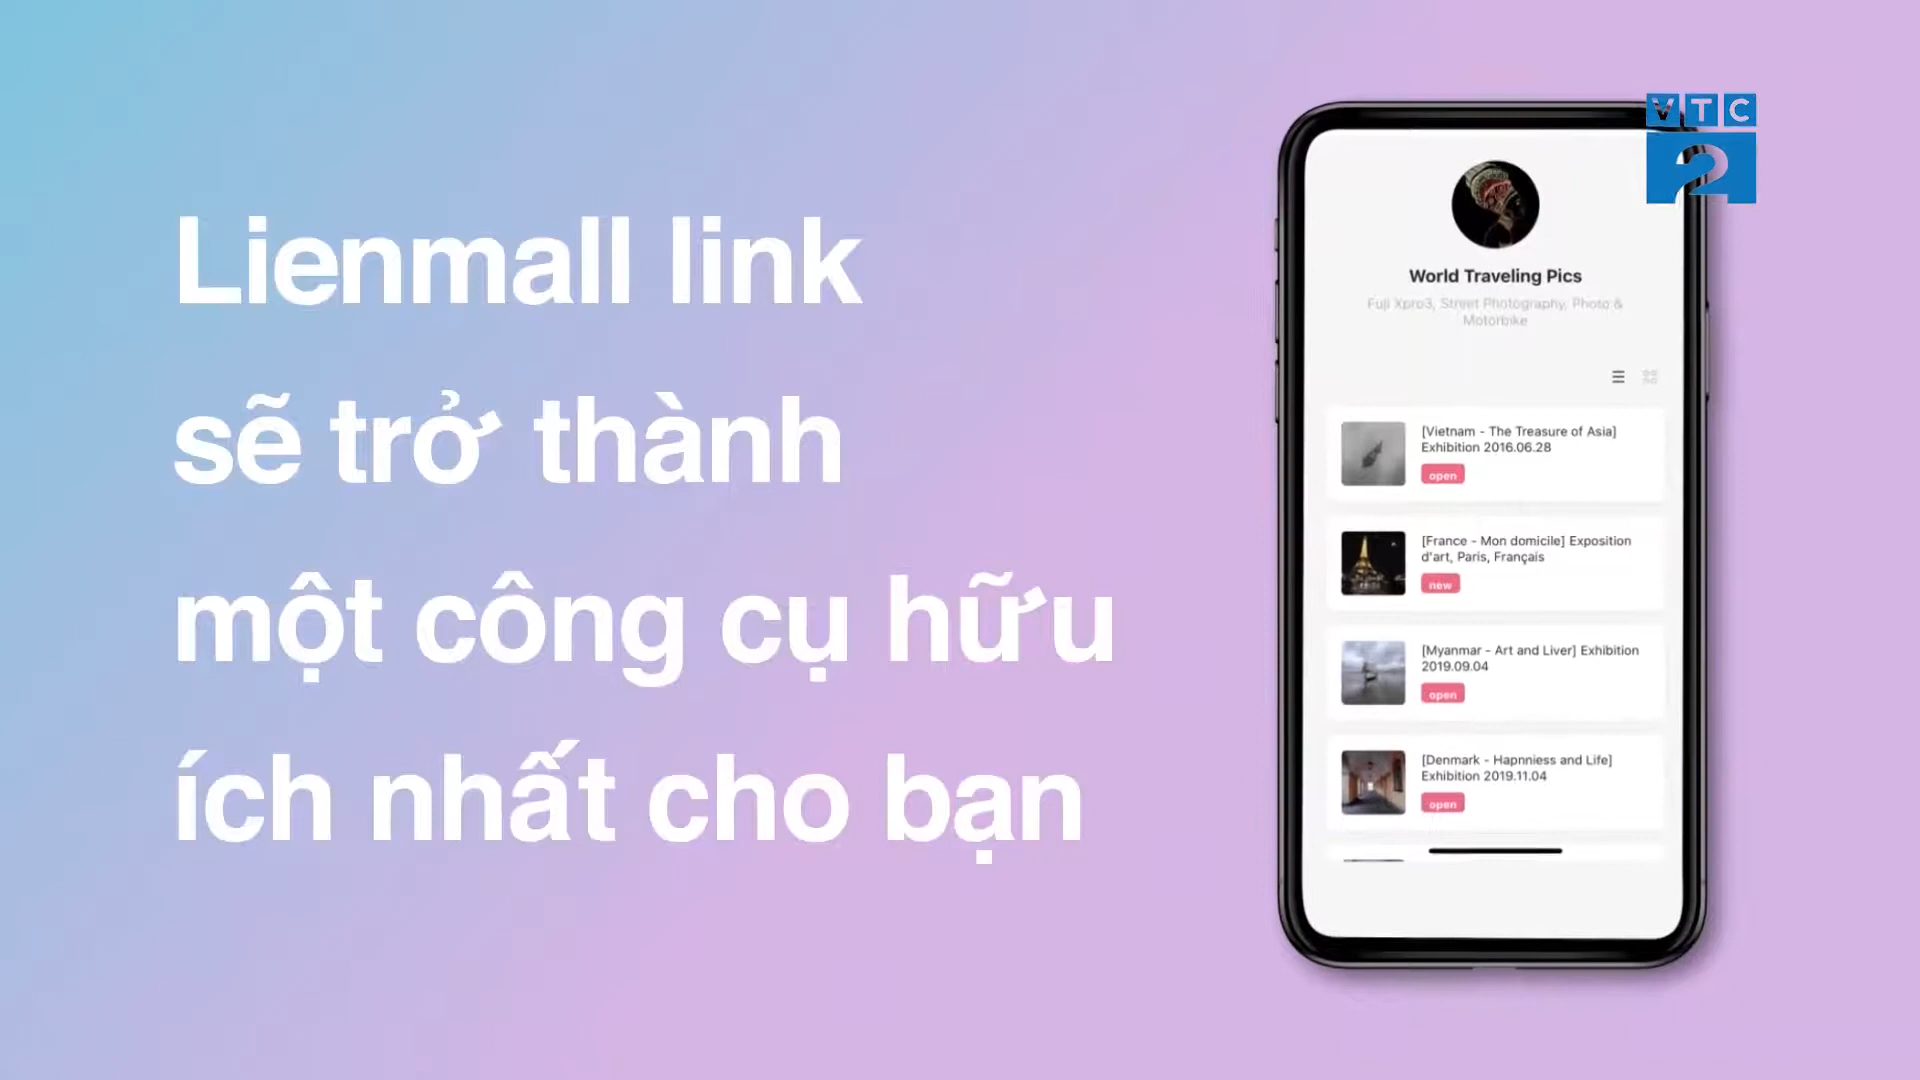 VTC
2
Lienmall link
sẽ trở thành
một công cụ hữu
ích nhất cho bạn
World Traveling Pics
Fuji Xpro3, Street Photography, Photo &
Motorbike
[Vietnam - The Treasure of Asia]
Exhibition 2016.06.28
open
[France - Mon domicile] Exposition
d'art, Paris, Français
new
[Myanmar - Art and Liver] Exhibition
2019.09.04
open
[Denmark - Hapnniess and Life]
Exhibition 2019.11.04
open